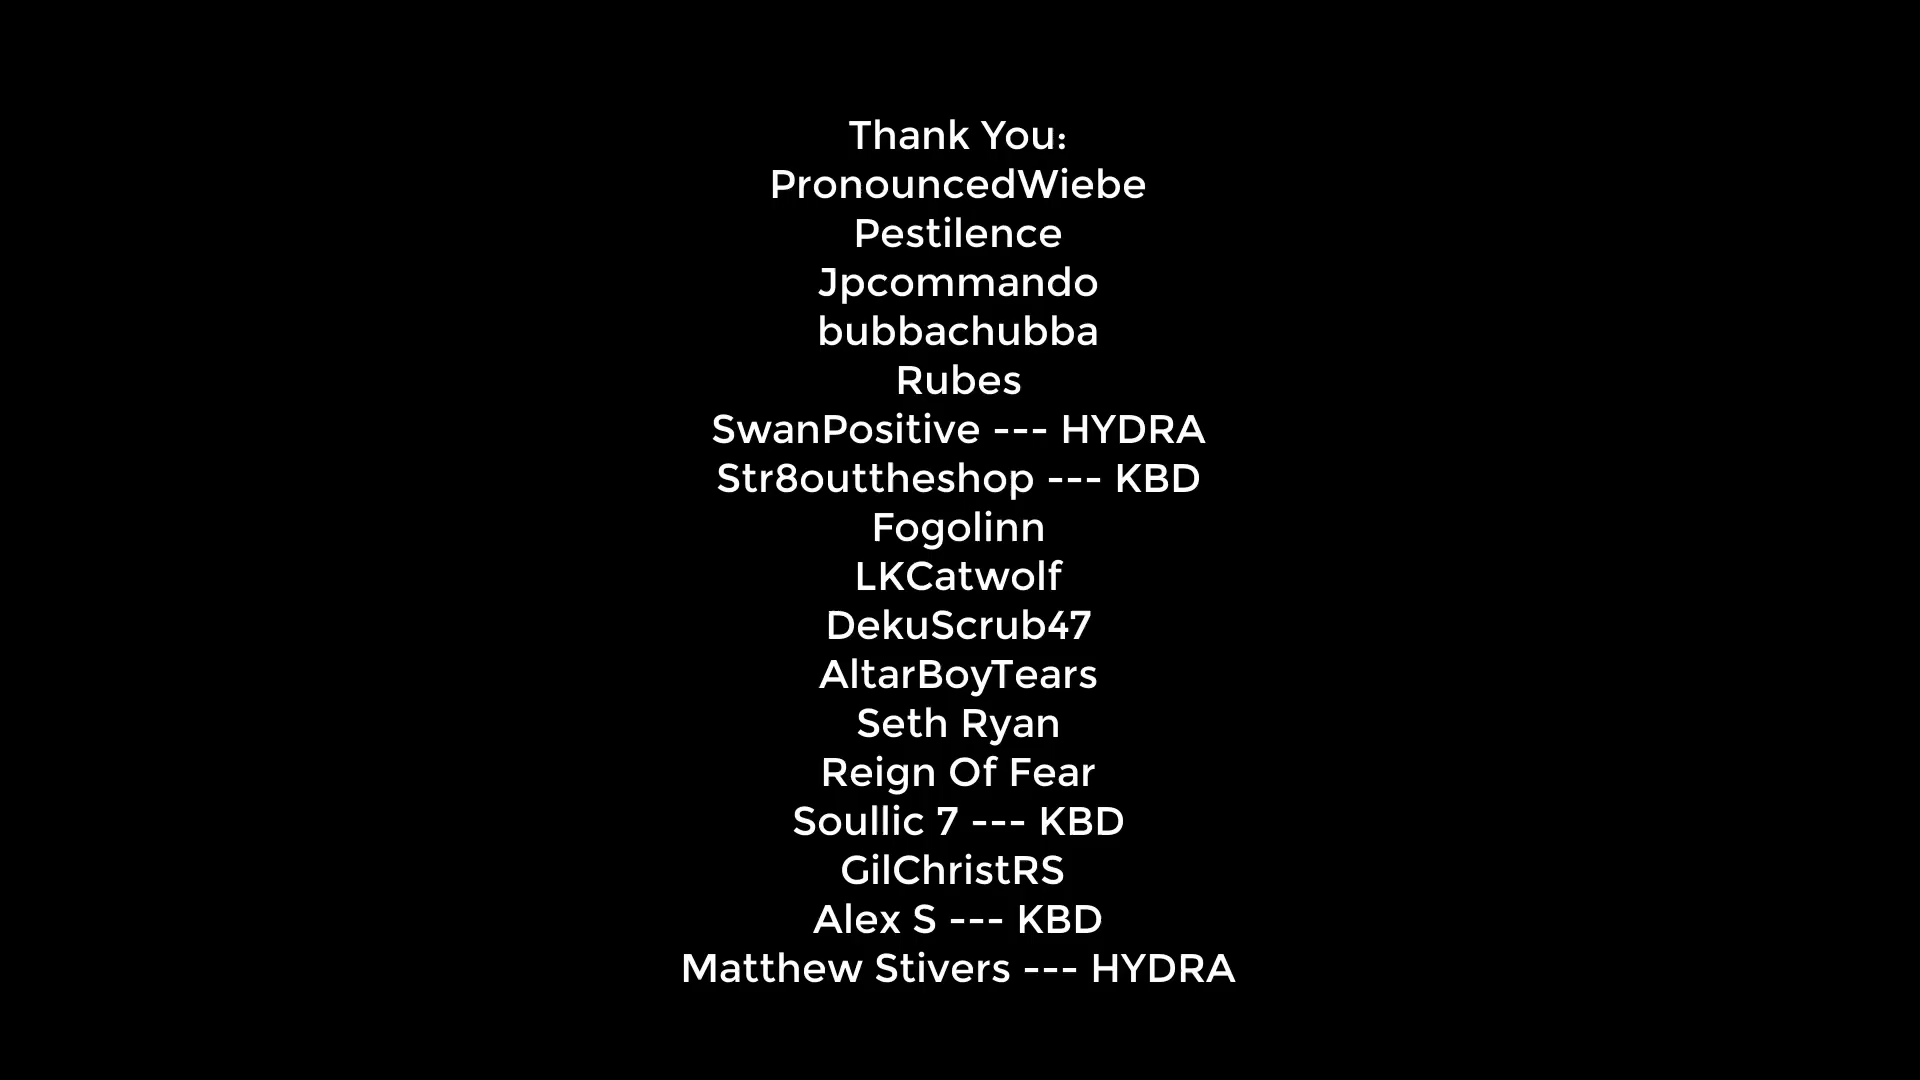 Thank You:
PronouncedWiebe
Pestilence
Jpcommando
bubbachubba
Rubes
SwanPositive --- HYDRA
Str8outtheshop --- KBD
Fogolinn
LKCatwolf
DekuScrub47
AltarBoyTears
Seth Ryan
Reign Of Fear
Soullic 7 --- KBD
GilChristRS
Alex S --- KBD
Matthew Stivers --- HYDRA